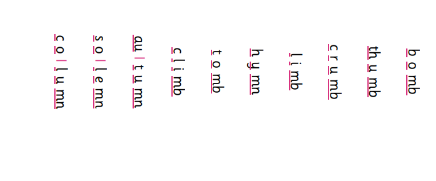 bomb
thumb
crumb
limb
hymn
tomb
climb
autumn
solemn
column